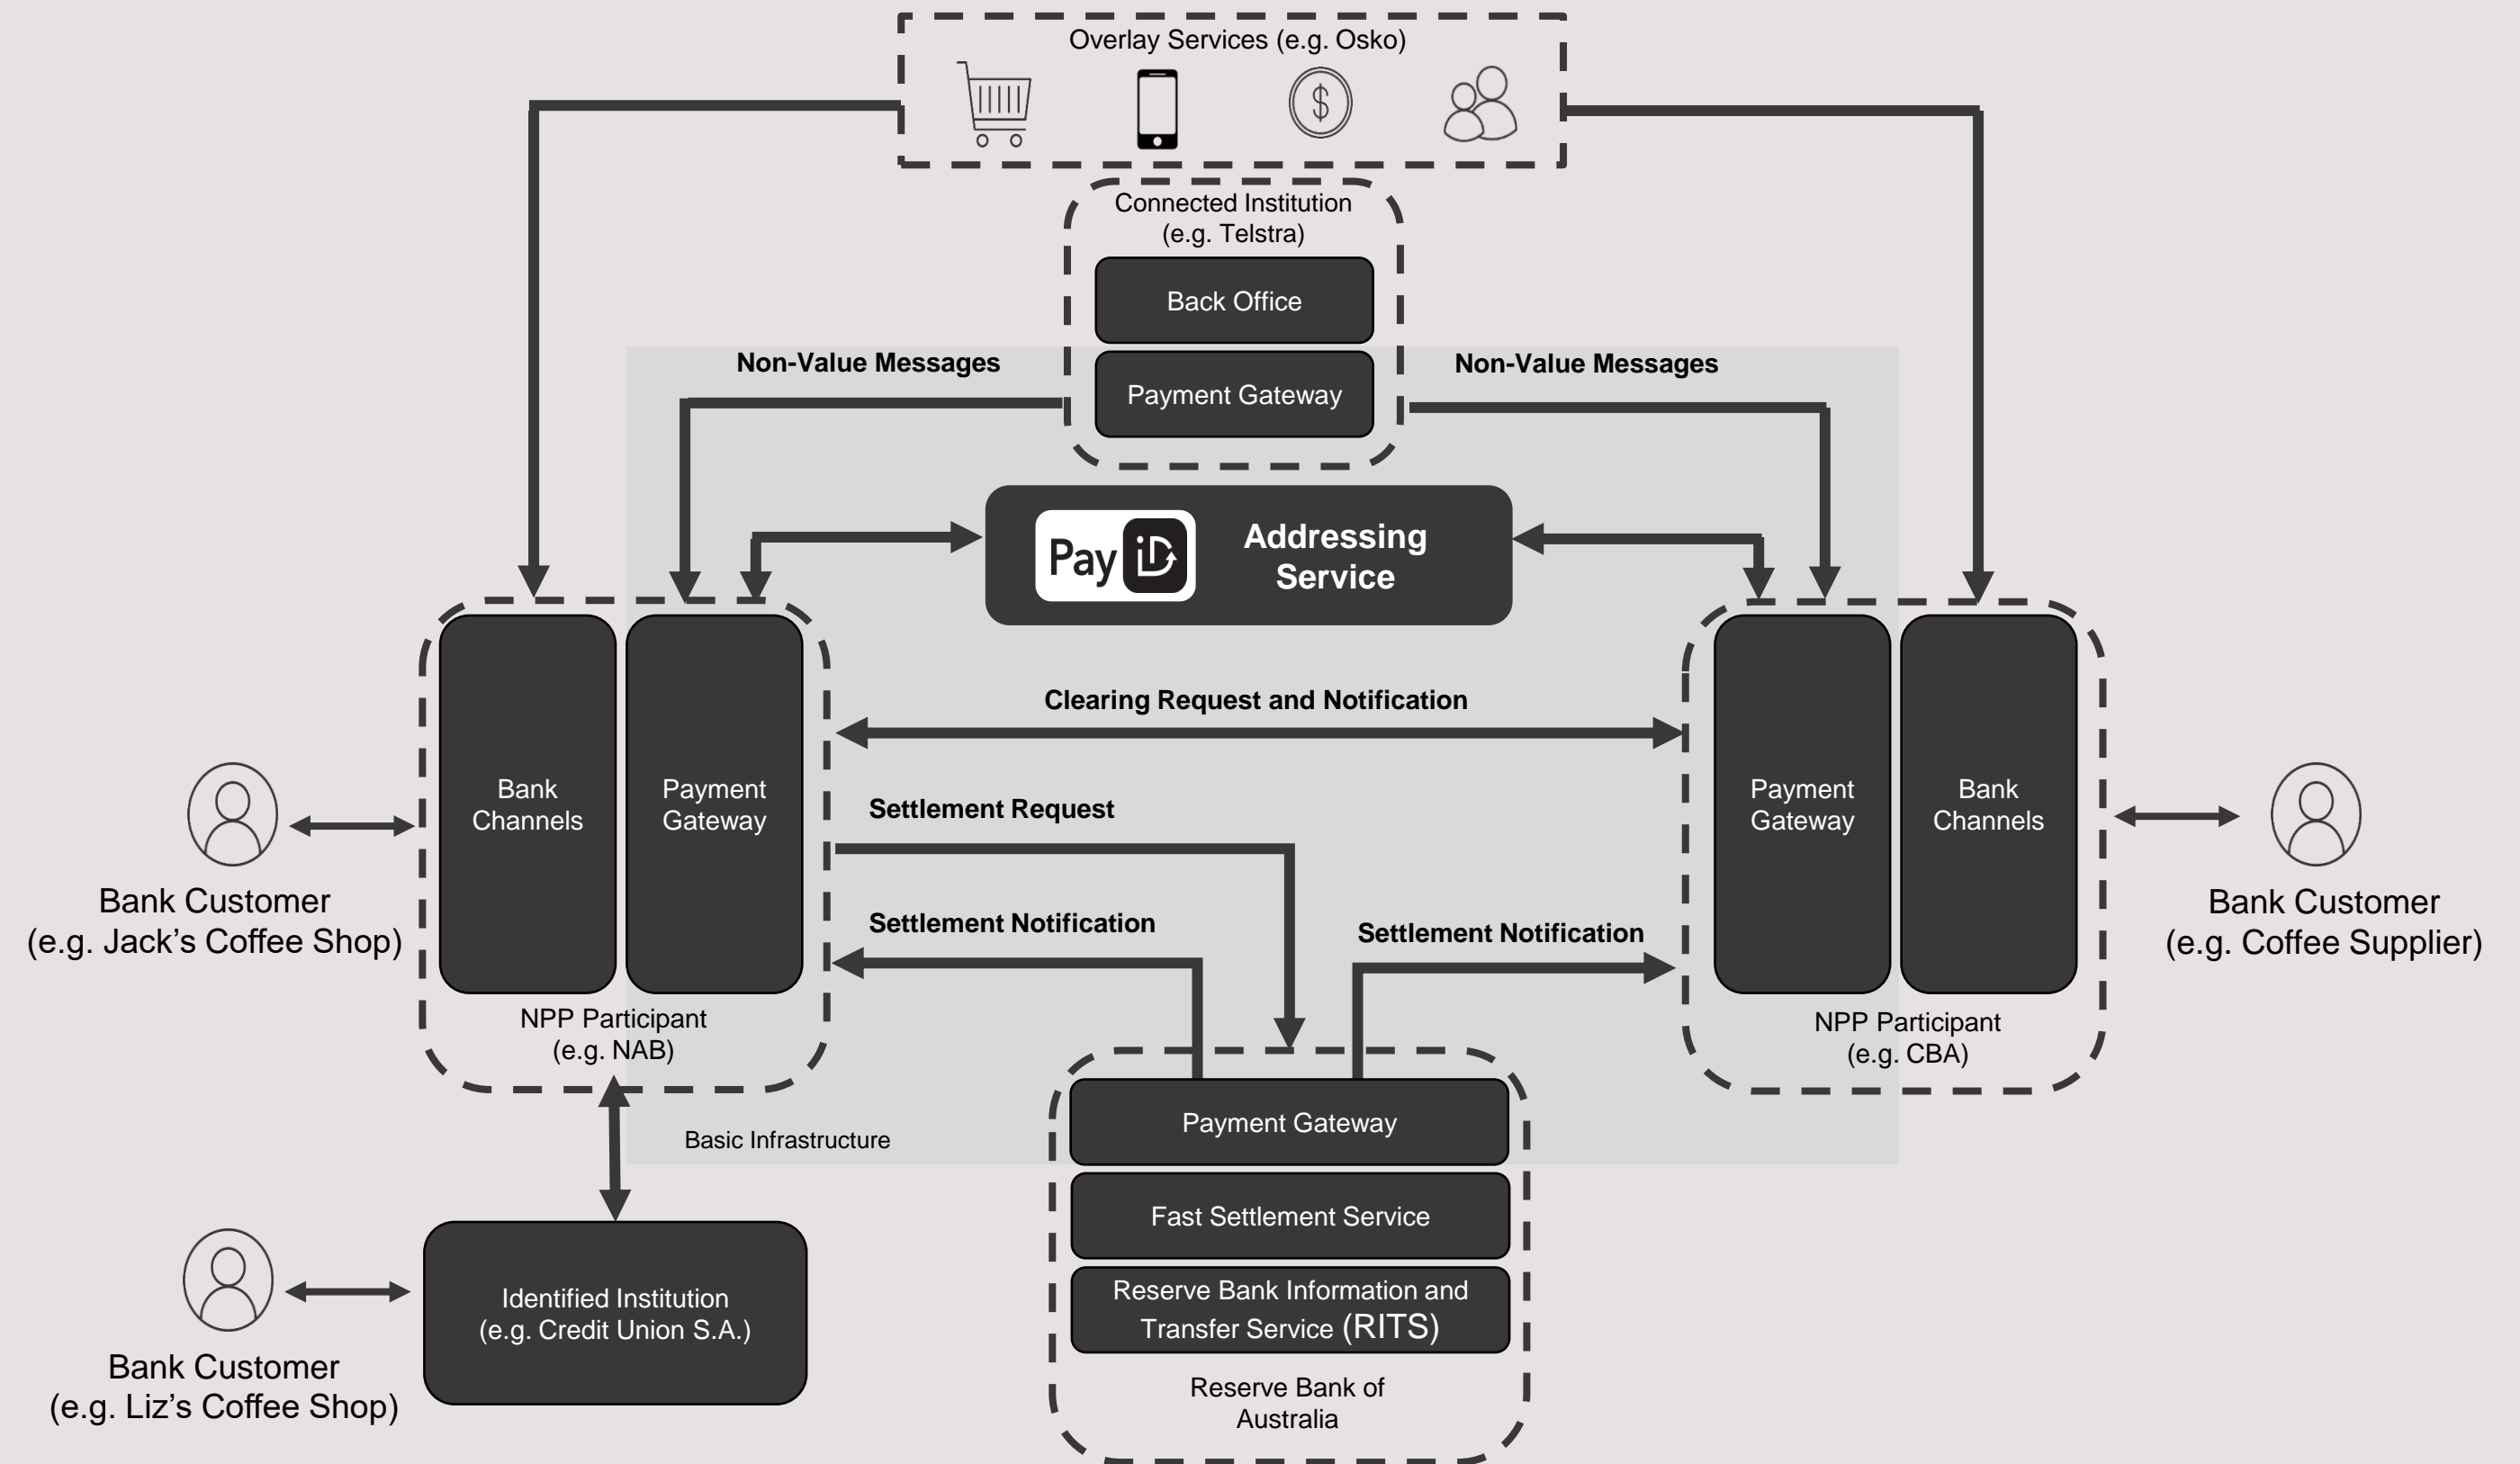 Overlay Services (e.g. Osko)
Connected Institution
(e.g. Telstra)
Back Office
Payment Gateway
Non-Value Messages
Non-Value Messages
Pay iD
Addressing
Service
Clearing Request and Notification
Bank
Channels
Payment
Gateway
Payment
Gateway
Bank
Channels
Settlement Request
Settlement Notification
Settlement Notification
Bank Customer
(e.g. Jack’s Coffee Shop)
Bank Customer
(e.g. Coffee Supplier)
NPP Participant
(e.g. NAB)
NPP Participant
(e.g. CBA)
Basic Infrastructure
Payment Gateway
Fast Settlement Service
Reserve Bank Information and
Transfer Service (RITS)
Reserve Bank of
Australia
Identified Institution
(e.g. Credit Union S.A.)
Bank Customer
(e.g. Liz’s Coffee Shop)